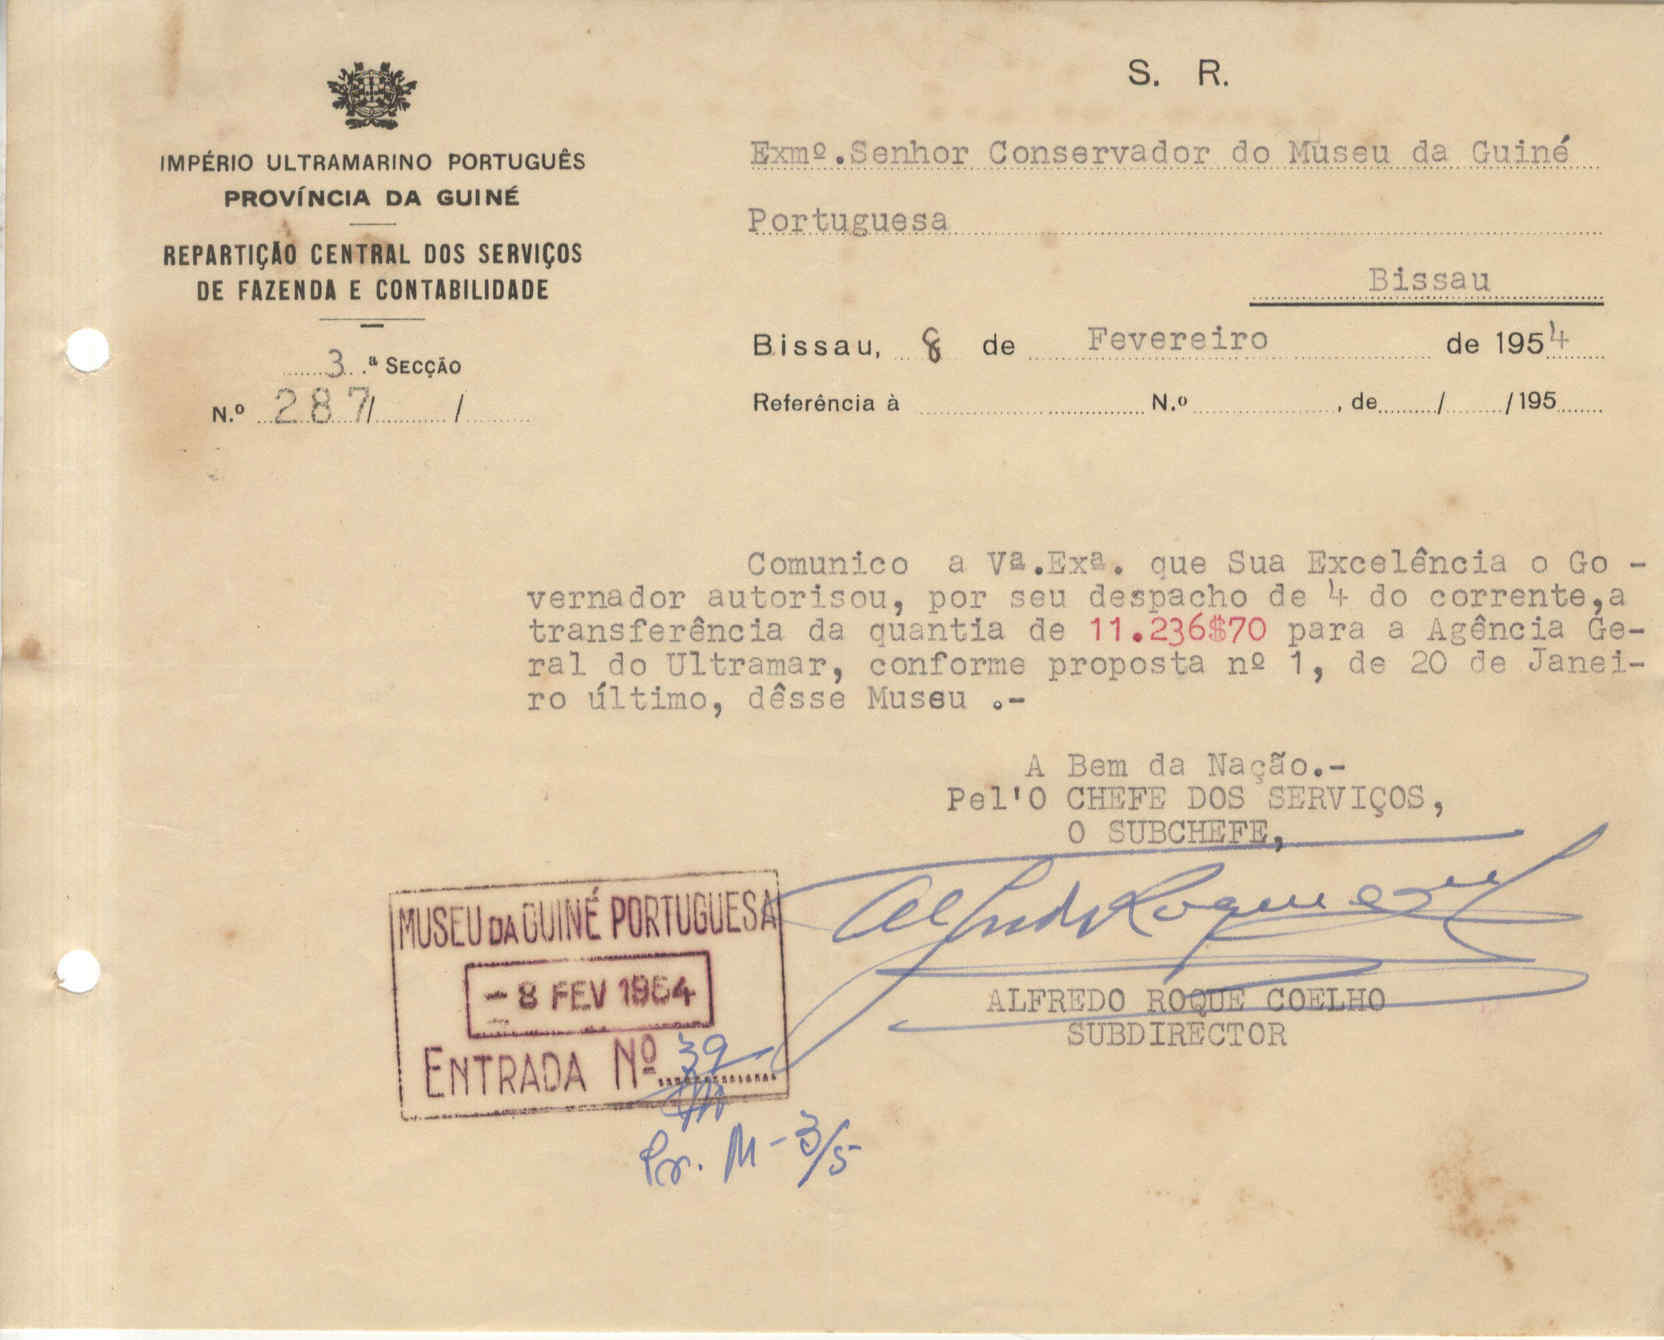 S. R.
IMPÉRIO ULTRAMARINO PORTUGUÊS
PROVÍNCIA DA GUINÉ
REPARTIÇÃO CENTRAL DOS SERVIÇOS
DE FAZENDA E CONTABILIDADE
3.ª SECÇÃO
N.º 287/ /
Exmº.Senhor Conservador do Museu da Guiné
Portuguesa
Bissau
Bissau, 8 de Fevereiro de 1954
Referência à N.º , de / /195
Comunico a Vª.Exª. que Sua Excelência o Go -
vernador autorisou, por seu despacho de 4 do corrente,a
transferência da quantia de 11.236$70 para a Agência Ge-
ral do Ultramar, conforme proposta nº 1, de 20 de Janei-
ro último, dêsse Museu .-
A Bem da Nação.-
Pel'O CHEFE DOS SERVIÇOS,
O SUBCHEFE,
Alfredo Roque
ALFREDO ROQUE COELHO
SUBDIRECTOR
MUSEU DA GUINÉ PORTUGUESA
- 8 FEV 1954
ENTRADA Nº 39
Pr. M - 3/5